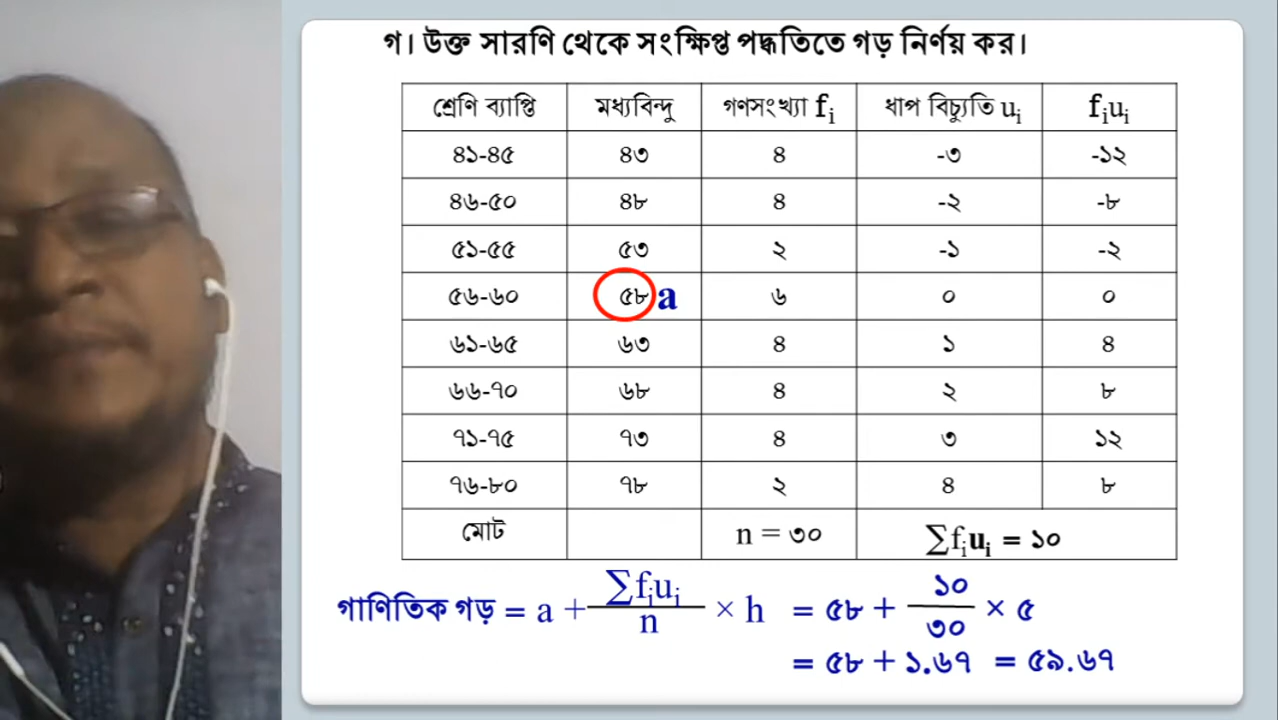 গ। উক্ত সারণি থেকে সংক্ষিপ্ত পদ্ধতিতে গড় নির্ণয় কর।
শ্রেণি ব্যাপ্তি মধ্যবিন্দু গণসংখ্যা fᵢ ধাপ বিচ্যুতি uᵢ fᵢuᵢ
৪১-৪৫ ৪৩ ৪ -৩ -১২
৪৬-৫০ ৪৮ ৪ -২ -৮
৫১-৫৫ ৫৩ ২ -১ -২
৫৬-৬০ ৫৮ a ৬ ০ ০
৬১-৬৫ ৬৩ ৪ ১ ৪
৬৬-৭০ ৬৮ ৪ ২ ৮
৭১-৭৫ ৭৩ ৪ ৩ ১২
৭৬-৮০ ৭৮ ২ ৪ ৮
মোট n = ৩০ ∑fᵢuᵢ = ১০
গাণিতিক গড় = a + ∑fᵢuᵢ/n × h = ৫৮ + ১০/৩০ × ৫
= ৫৮ + ১.৬৭ = ৫৯.৬৭